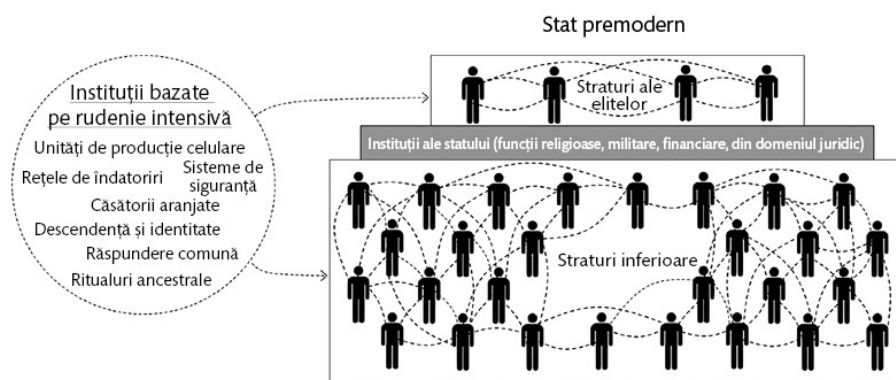 Stat premodern
Instituții bazate
pe rudenie intensivă
Unități de producție celulare
Rețele de îndatoriri
Sisteme de
siguranță
Căsătorii aranjate
Descendență și identitate
Răspundere comună
Ritualuri ancestrale
Straturi ale
elitelor
Instituții ale statului (funcții religioase, militare, financiare, din domeniul juridic)
Straturi inferioare